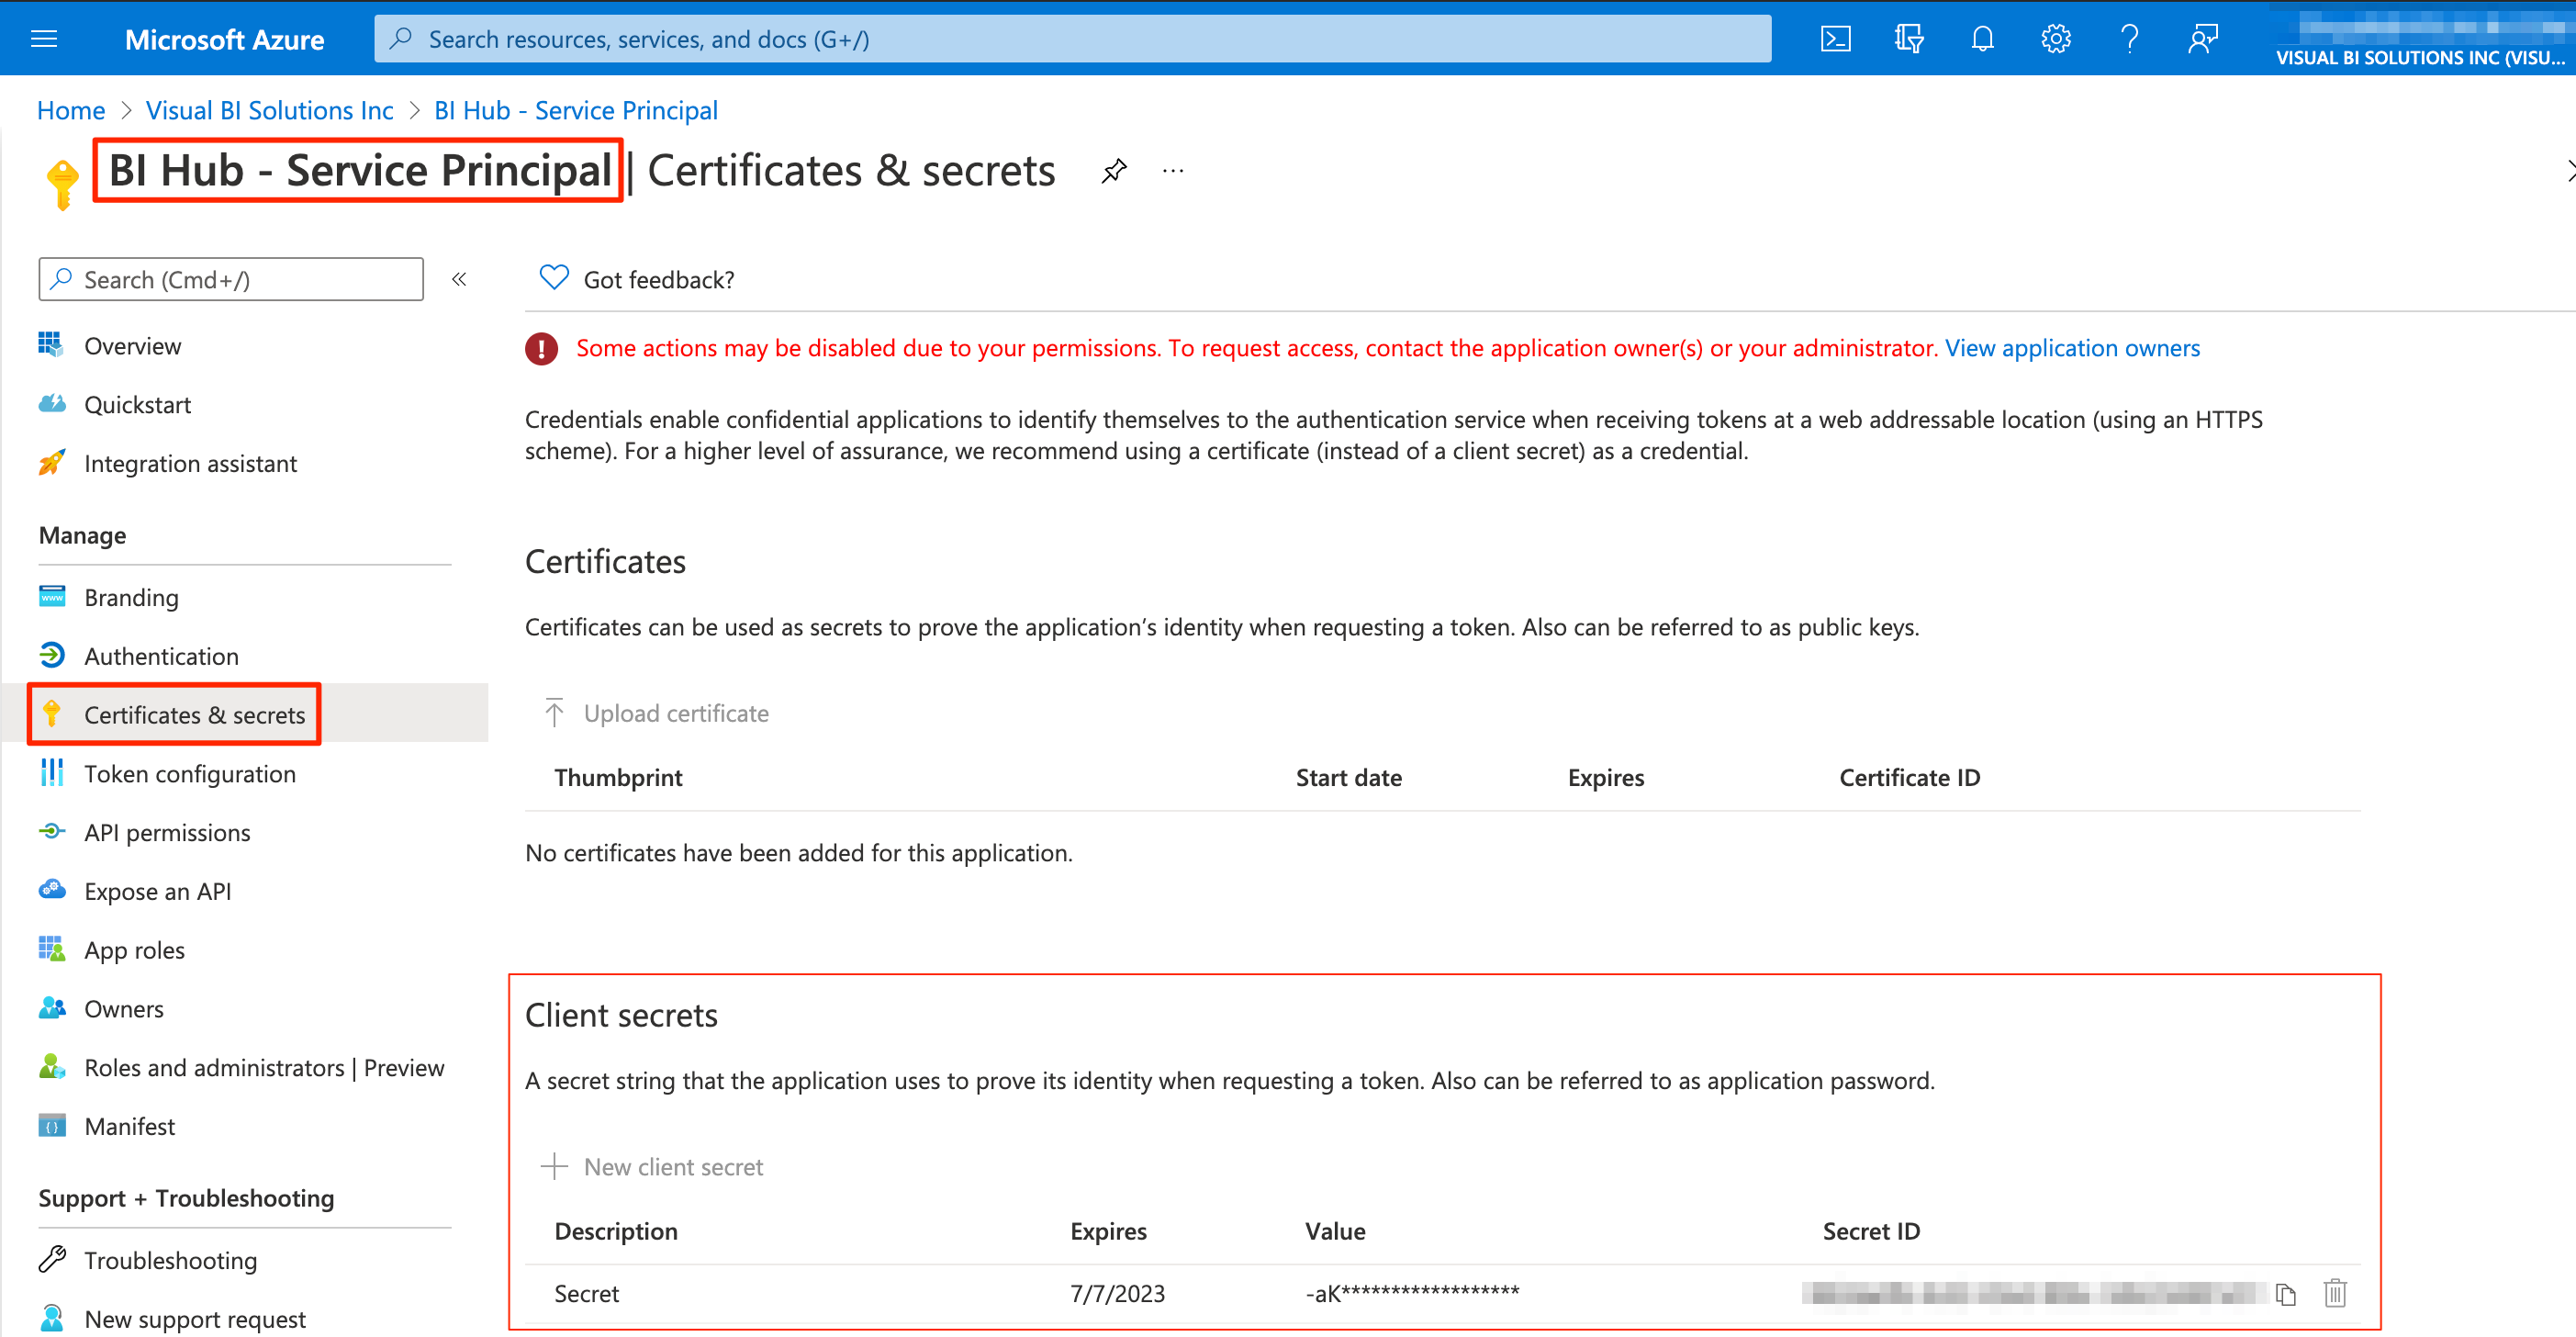 Microsoft Azure
Search resources, services, and docs (G+/)
VISUAL BI SOLUTIONS INC (VISU...
Home > Visual BI Solutions Inc > BI Hub - Service Principal
BI Hub - Service Principal | Certificates & secrets
...
Search (Cmd+/)
«
Overview
Quickstart
Integration assistant
Manage
Branding
Authentication
Certificates & secrets
Token configuration
API permissions
Expose an API
App roles
Owners
Roles and administrators | Preview
Manifest
Support + Troubleshooting
Troubleshooting
New support request
Got feedback?
Some actions may be disabled due to your permissions. To request access, contact the application owner(s) or your administrator. View application owners
Credentials enable confidential applications to identify themselves to the authentication service when receiving tokens at a web addressable location (using an HTTPS
scheme). For a higher level of assurance, we recommend using a certificate (instead of a client secret) as a credential.
Certificates
Certificates can be used as secrets to prove the application’s identity when requesting a token. Also can be referred to as public keys.
Upload certificate
Thumbprint Start date Expires Certificate ID
No certificates have been added for this application.
Client secrets
A secret string that the application uses to prove its identity when requesting a token. Also can be referred to as application password.
New client secret
Description Expires Value Secret ID
Secret 7/7/2023 -aK******************